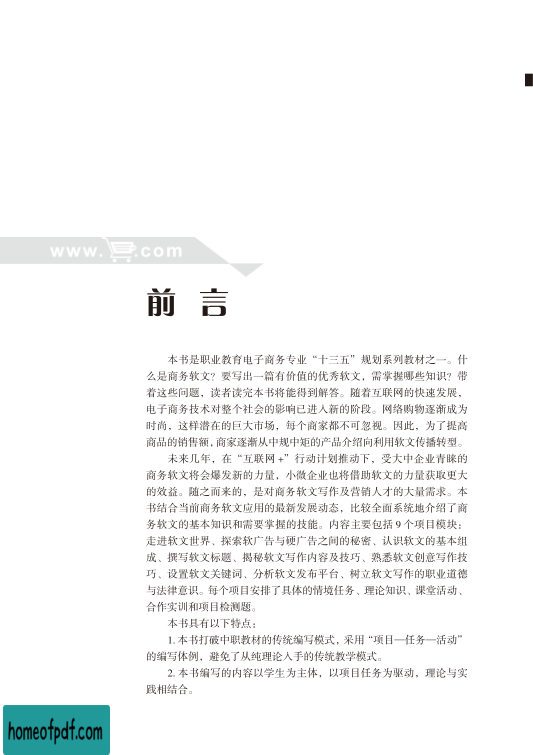 www. .com
前 言
本书是职业教育电子商务专业“十三五”规划系列教材之一。什
么是商务软文？要写出一篇有价值的优秀软文，需掌握哪些知识？带
着这些问题，读者读完本书将能得到解答。随着互联网的快速发展，
电子商务技术对整个社会的影响已进入新的阶段。网络购物逐渐成为
时尚，这样潜在的巨大市场，每个商家都不可忽视。因此，为了提高
商品的销售额，商家逐渐从中规中矩的产品介绍向利用软文传播转型。
未来几年，在“互联网+”行动计划推动下，受大中企业青睐的
商务软文将会爆发新的力量，小微企业也将借助软文的力量获取更大
的效益。随之而来的，是对商务软文写作及营销人才的大量需求。本
书结合当前商务软文应用的最新发展动态，比较全面系统地介绍了商
务软文的基本知识和需要掌握的技能。内容主要包括9个项目模块：
走进软文世界、探索软广告与硬广告之间的秘密、认识软文的基本组
成、撰写软文标题、揭秘软文写作内容及技巧、熟悉软文创意写作技
巧、设置软文关键词、分析软文发布平台、树立软文写作的职业道德
与法律意识。每个项目安排了具体的情境任务、理论知识、课堂活动、
合作实训和项目检测题。
本书具有以下特点：
1.本书打破中职教材的传统编写模式，采用“项目—任务—活动”
的编写体例，避免了从纯理论入手的传统教学模式。
2.本书编写的内容以学生为主体，以项目任务为驱动，理论与实
践相结合。
homeofpdf.com